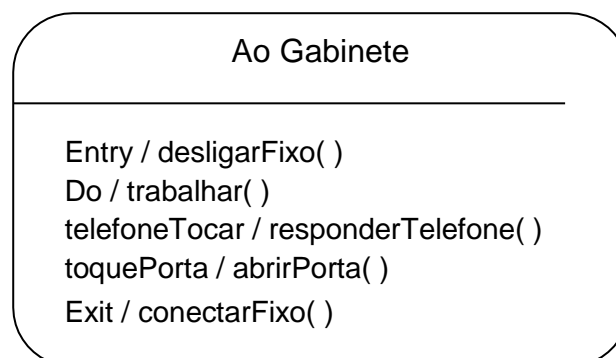 Ao Gabinete
Entry / desligarFixo( )
Do / trabalhar( )
telefoneTocar / responderTelefone( )
toquePorta / abrirPorta( )
Exit / conectarFixo( )